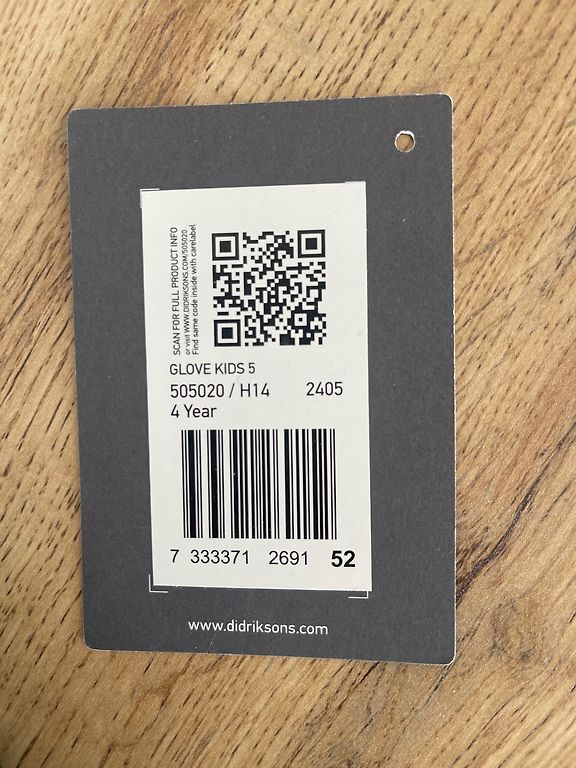 SCAN FOR FULL PRODUCT INFO
or visit WWW.DIDRIKSONS.COM/505020
Find same code inside with carelabel
GLOVE KIDS 5
505020 / H14 2405
4 Year
7 333371 2691 52
www.didriksons.com